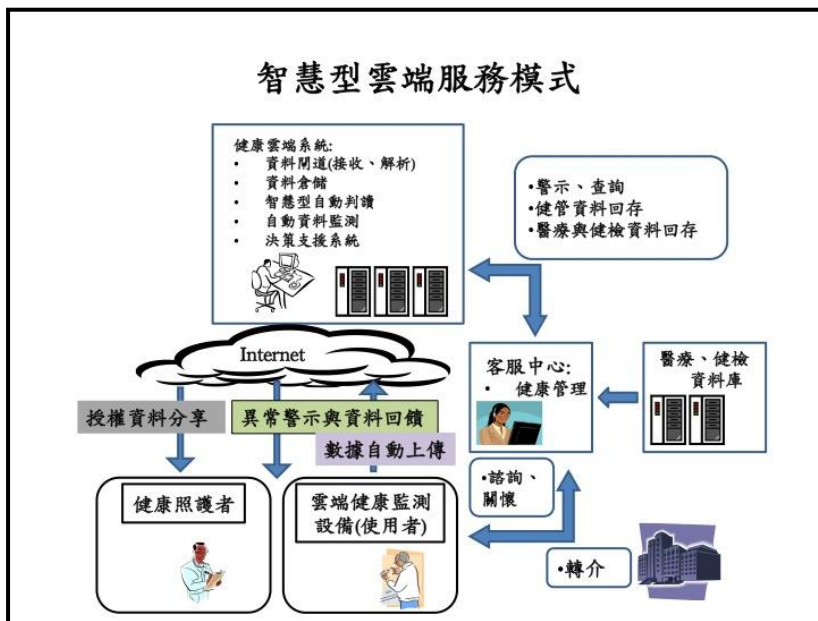 智慧型雲端服務模式
健康雲端系統:
• 資料閘道(接收、解析)
• 資料倉儲
• 智慧型自動判讀
• 自動資料監測
• 決策支援系統
•警示、查詢
•健管資料回存
•醫療與健檢資料回存
Internet
客服中心:
• 健康管理
醫療、健檢
資料庫
授權資料分享
異常警示與資料回饋
數據自動上傳
•諮詢、
關懷
健康照護者
雲端健康監測
設備(使用者)
•轉介